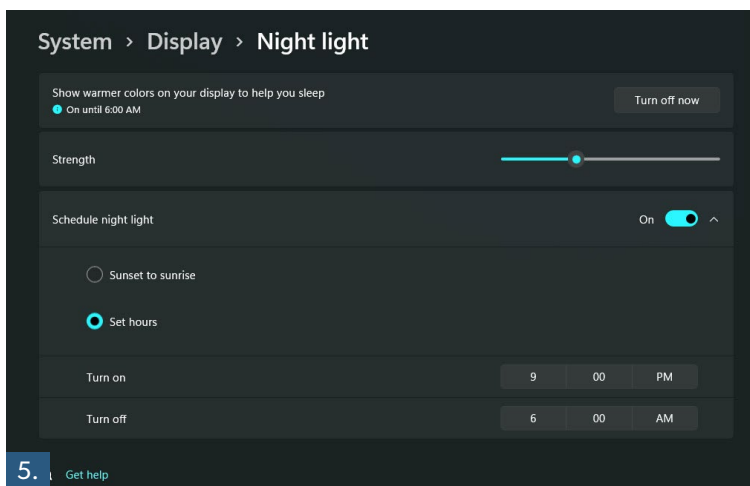 System > Display > Night light
Show warmer colors on your display to help you sleep
On until 6:00 AM
Turn off now
Strength
Schedule night light
On
Sunset to sunrise
Set hours
Turn on
9 00 PM
Turn off
6 00 AM
5.
Get help